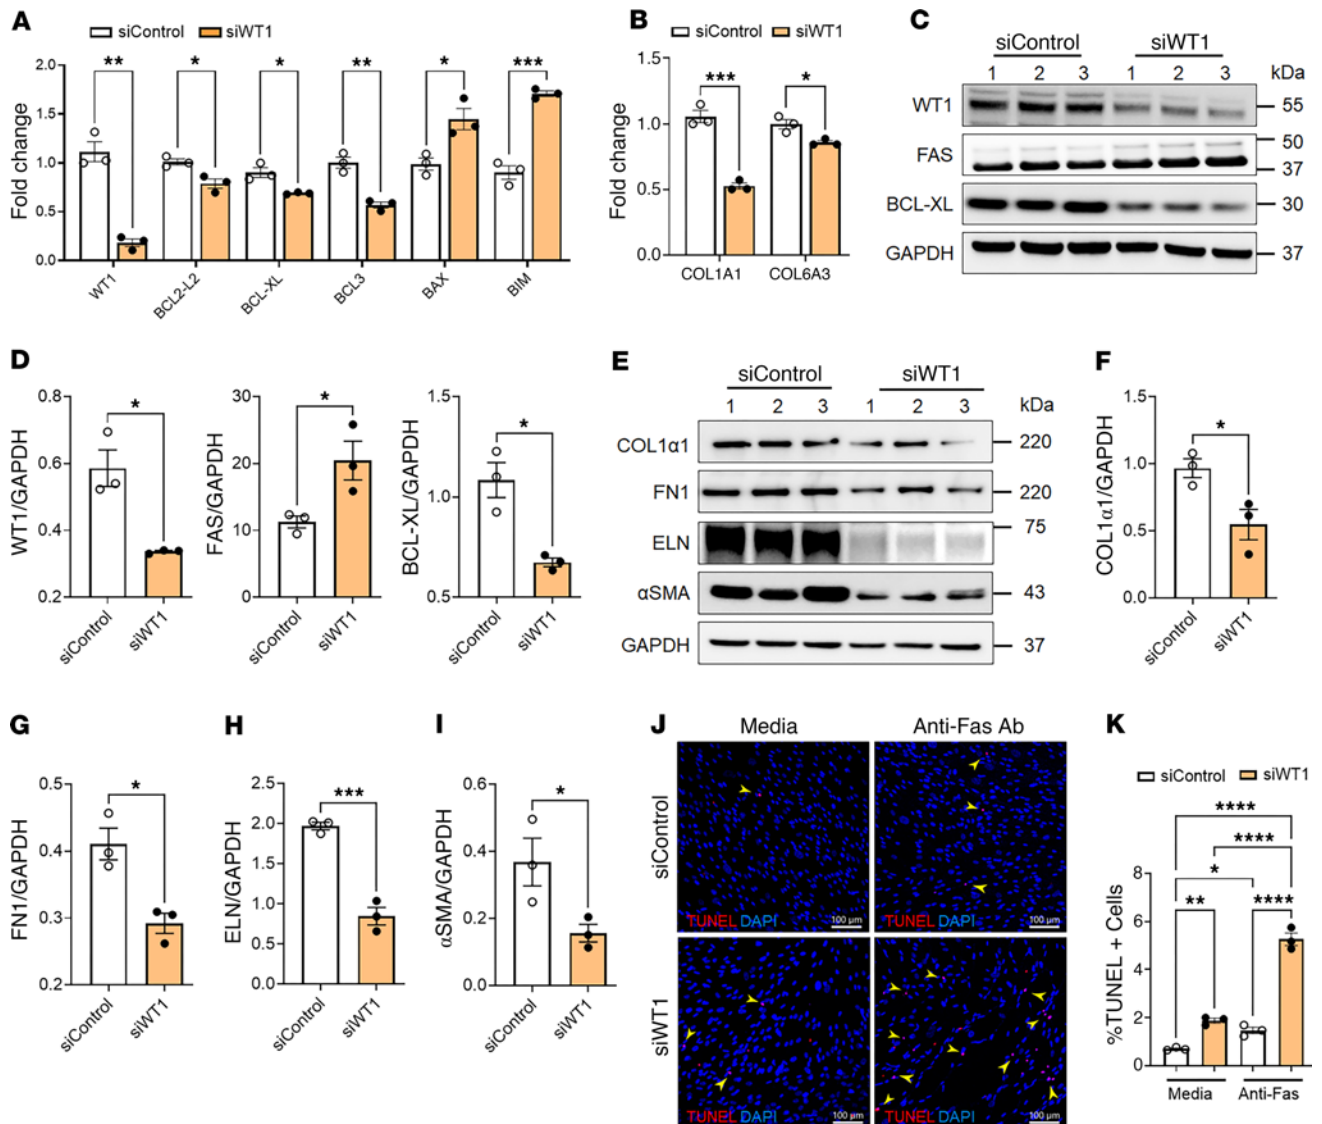 A
siControl siWT1
** * * ** * ***
Fold change
2.0
1.5
1.0
0.5
0.0
WT1 BCL2-L2 BCL-XL BCL3 BAX BIM
B
siControl siWT1
*** *
Fold change
1.5
1.0
0.5
0.0
COL1A1 COL6A3
C
siControl siWT1
1 2 3 1 2 3 kDa
WT1 55
FAS 50
37
BCL-XL 30
GAPDH 37
D
*
WT1/GAPDH
0.8
0.6
0.4
0.2
siControl siWT1
*
FAS/GAPDH
30
20
10
0
siControl siWT1
*
BCL-XL/GAPDH
1.5
1.0
0.5
siControl siWT1
E
siControl siWT1
1 2 3 1 2 3 kDa
COL1α1 220
FN1 220
ELN 75
αSMA 43
GAPDH 37
F
*
COL1α1/GAPDH
1.5
1.0
0.5
0.0
siControl siWT1
G
*
FN1/GAPDH
0.5
0.4
0.3
0.2
siControl siWT1
H
***
ELN/GAPDH
2.5
2.0
1.5
1.0
0.5
0.0
siControl siWT1
I
*
αSMA/GAPDH
0.6
0.4
0.2
0.0
siControl siWT1
J
Media Anti-Fas Ab
siControl
TUNEL DAPI 100 µm
TUNEL DAPI 100 µm
siWT1
TUNEL DAPI 100 µm
TUNEL DAPI 100 µm
K
siControl siWT1
****
****
*
** ****
%TUNEL + Cells
8
6
4
2
0
Media Anti-Fas